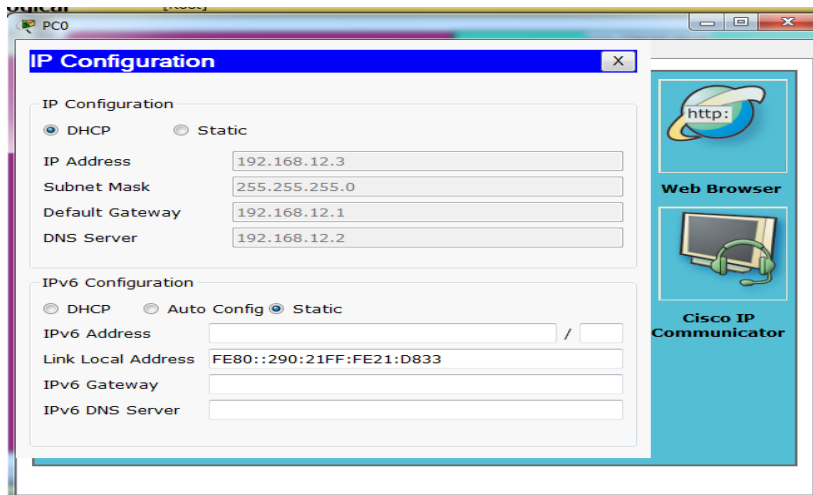 ogical [Root]
PC0
IP Configuration X
IP Configuration
DHCP Static
IP Address 192.168.12.3
Subnet Mask 255.255.255.0
Default Gateway 192.168.12.1
DNS Server 192.168.12.2
IPv6 Configuration
DHCP Auto Config Static
IPv6 Address /
Link Local Address FE80::290:21FF:FE21:D833
IPv6 Gateway
IPv6 DNS Server
http:
Web Browser
Cisco IP
Communicator